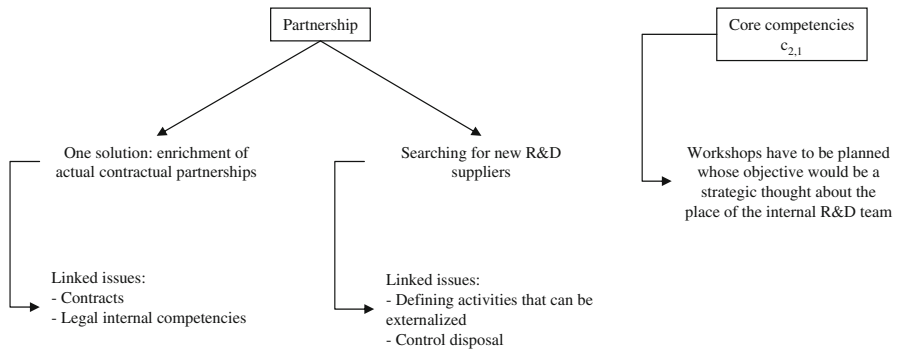 Partnership
Core competencies
c2,1
One solution: enrichment of
actual contractual partnerships
Searching for new R&D
suppliers
Workshops have to be planned
whose objective would be a
strategic thought about the
place of the internal R&D team
Linked issues:
- Contracts
- Legal internal competencies
Linked issues:
- Defining activities that can be
externalized
- Control disposal